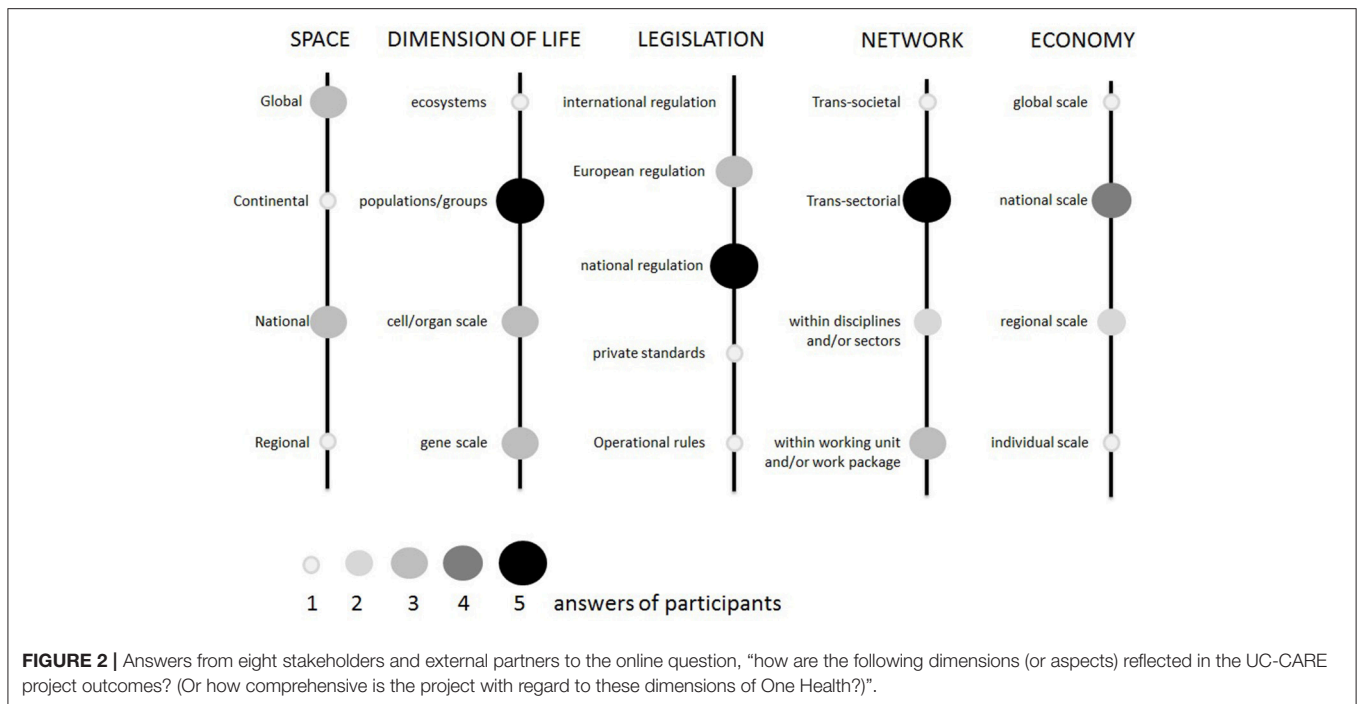 SPACE DIMENSION OF LIFE LEGISLATION NETWORK ECONOMY
Global ecosystems international regulation Trans-societal global scale
European regulation
Continental populations/groups Trans-sectorial national scale
national regulation
National cell/organ scale within disciplines regional scale
and/or sectors
private standards
Regional gene scale Operational rules within working unit individual scale
and/or work package
1 2 3 4 5 answers of participants
FIGURE 2 | Answers from eight stakeholders and external partners to the online question, “how are the following dimensions (or aspects) reflected in the UC-CARE
project outcomes? (Or how comprehensive is the project with regard to these dimensions of One Health?)”.